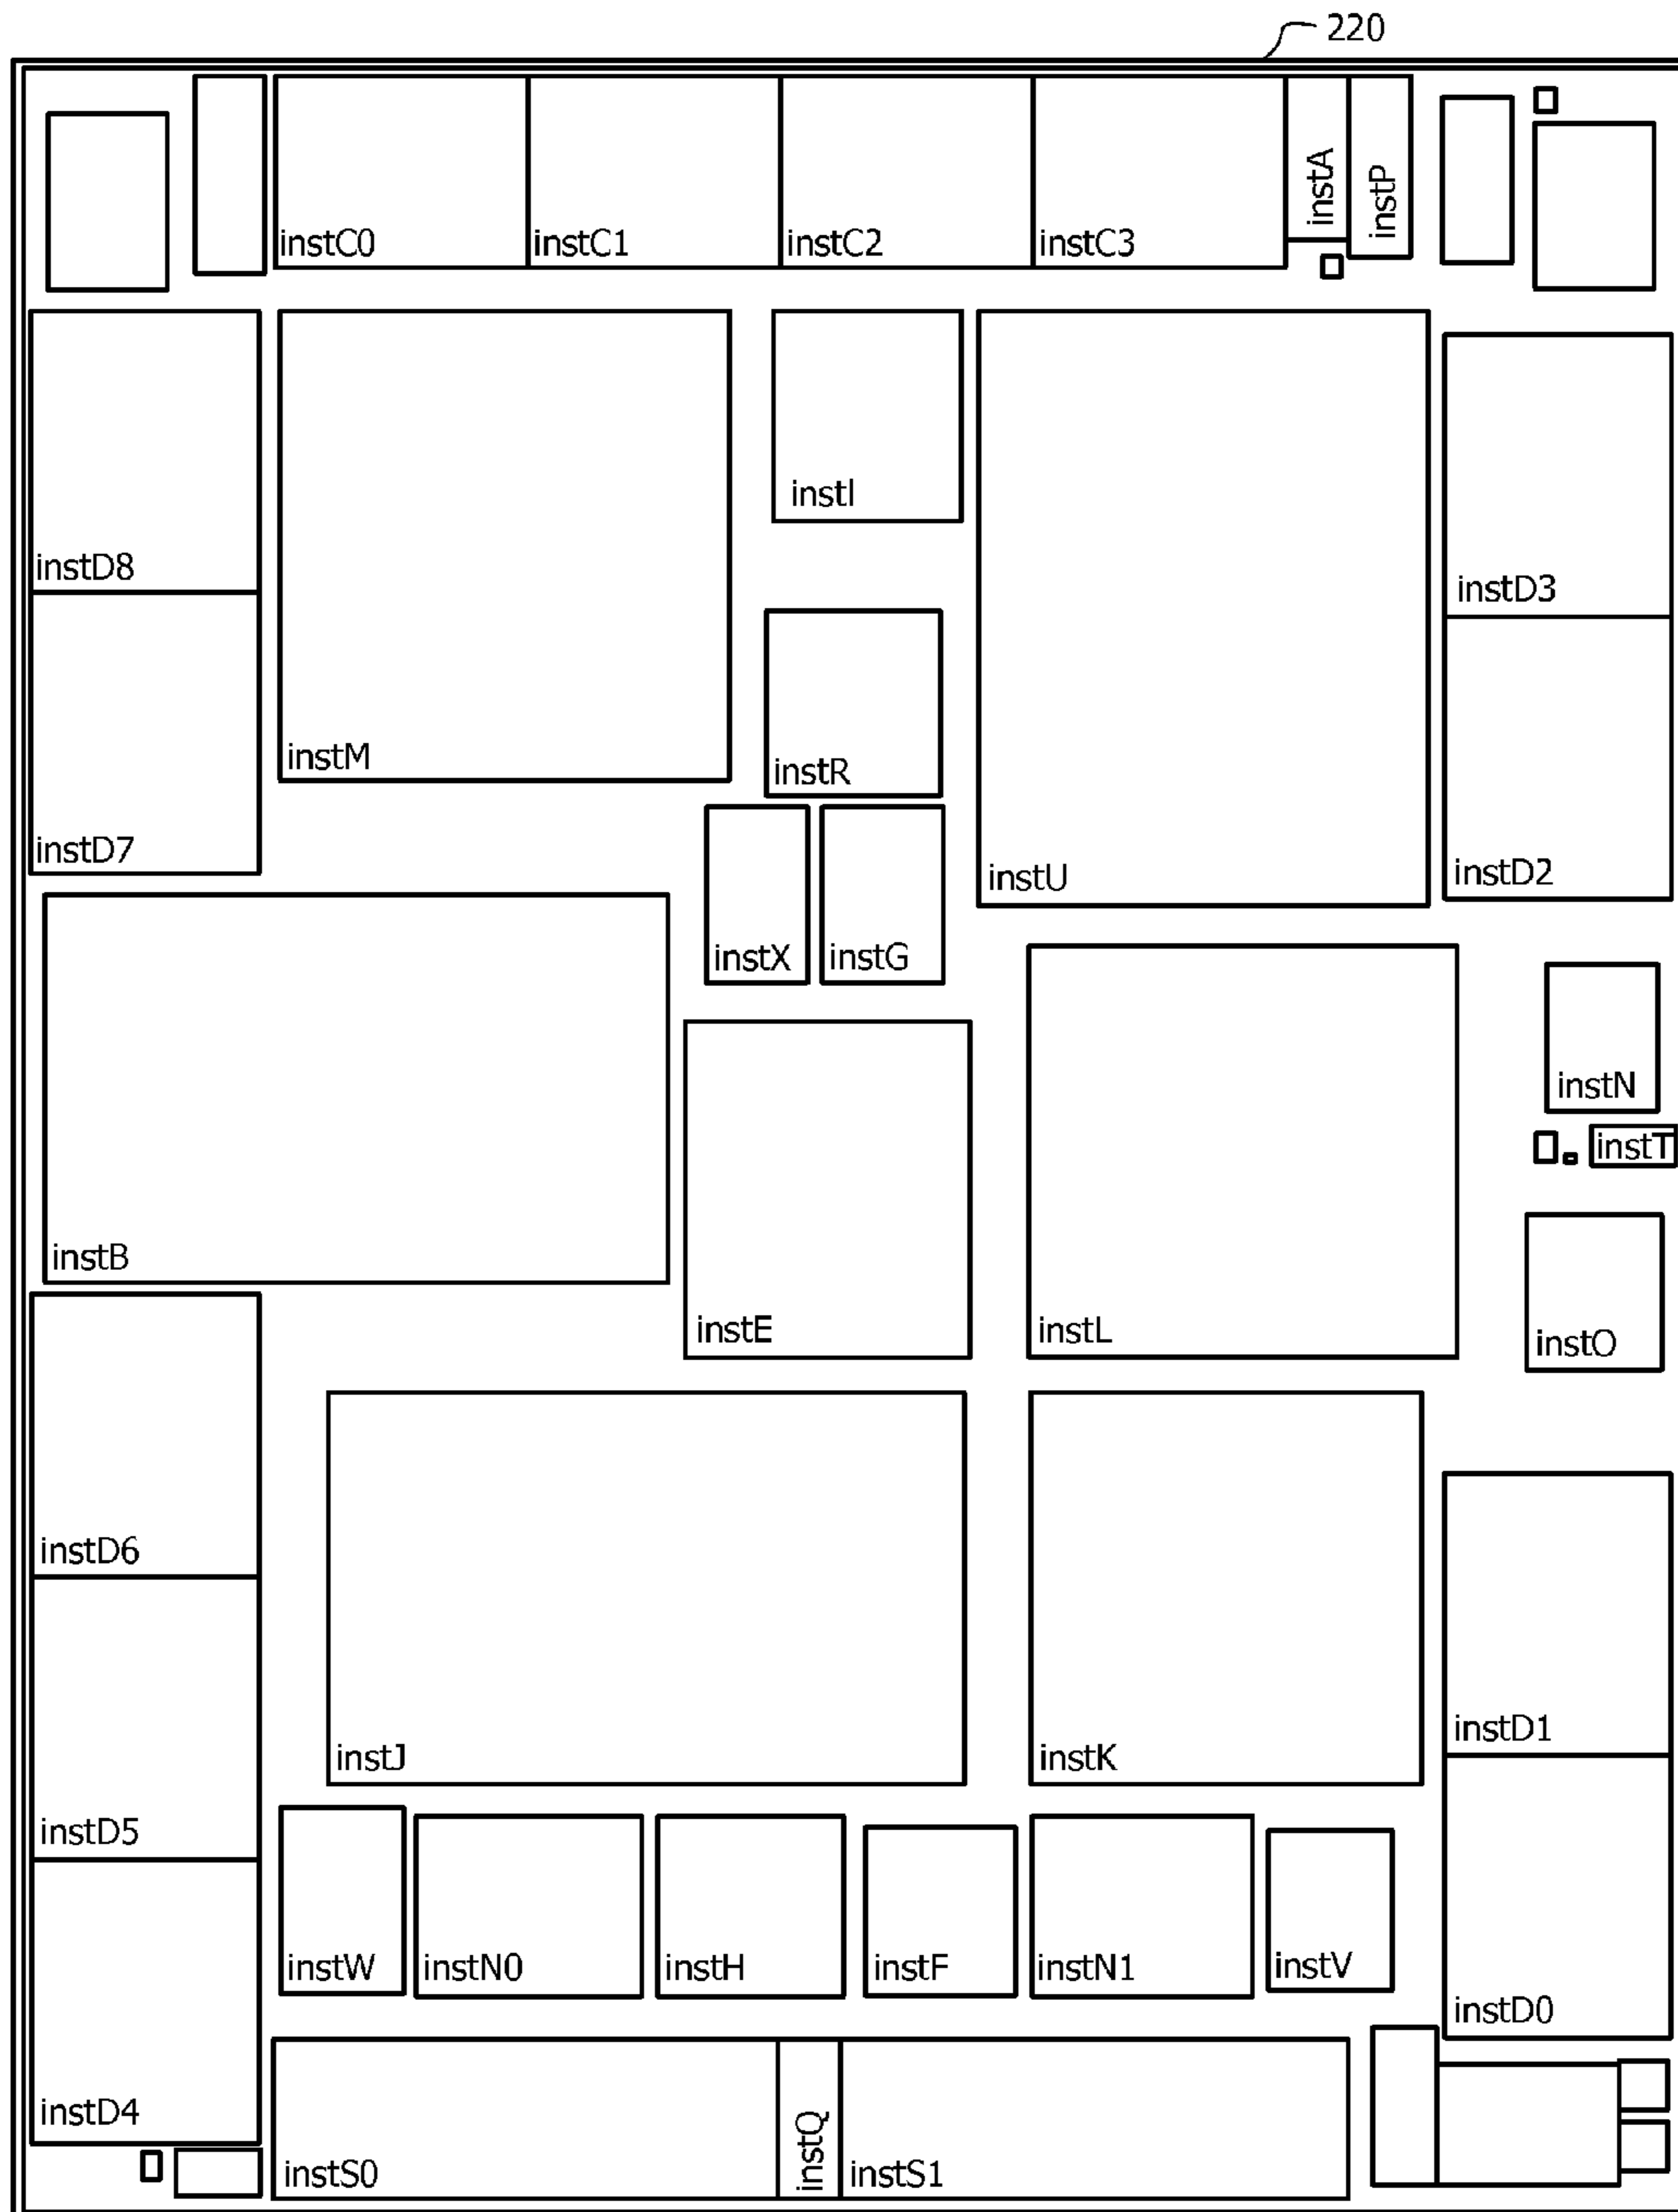 220
instC0
instC1
instC2
instC3
instA
instP
instI
instD8
instD3
instM
instR
instD7
instU
instD2
instX
instG
instN
instT
instB
instE
instL
instO
instD6
instJ
instK
instD1
instD5
instW
instN0
instH
instF
instN1
instV
instD0
instD4
instS0
instQ
instS1